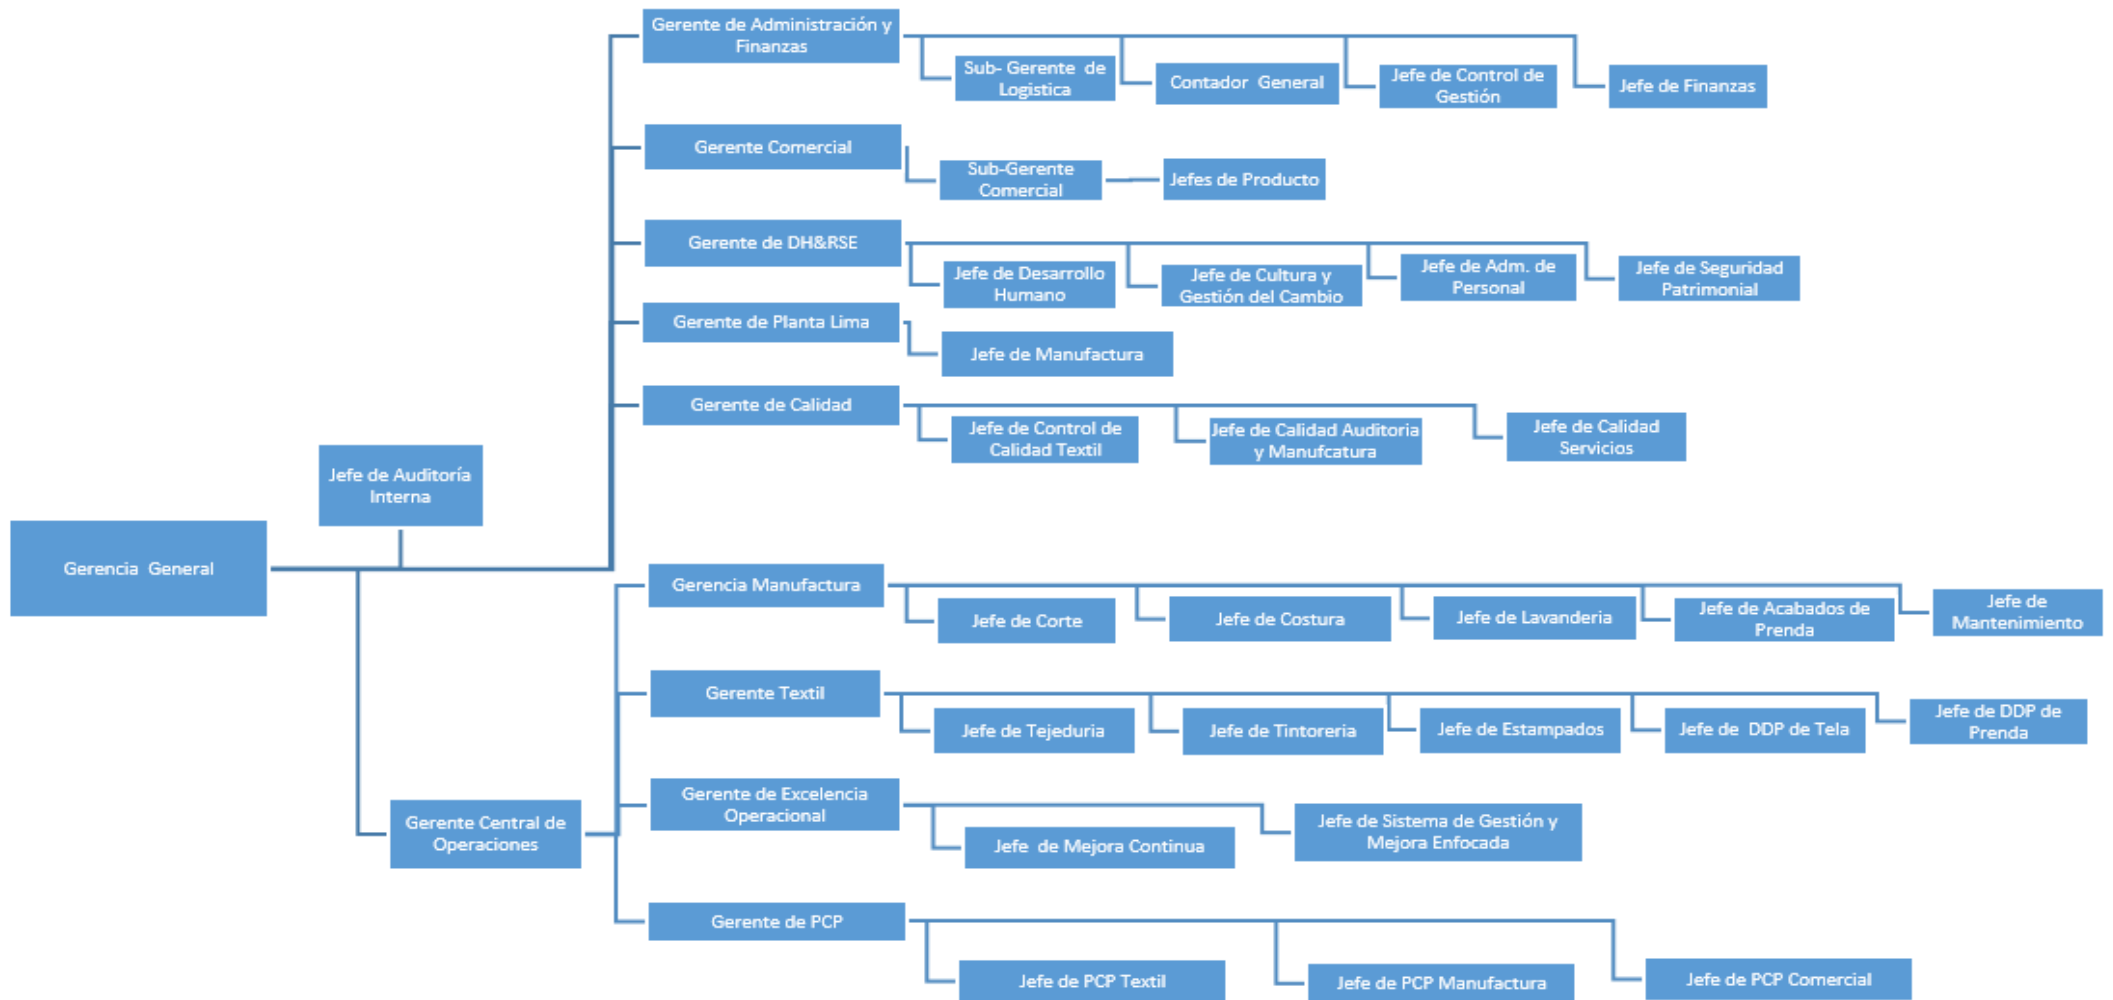 Gerente de Administración y
Finanzas
Sub- Gerente de
Logistica
Contador General
Jefe de Control de
Gestión
Jefe de Finanzas
Gerente Comercial
Sub-Gerente
Comercial
Jefes de Producto
Gerente de DH&RSE
Jefe de Desarrollo
Humano
Jefe de Cultura y
Gestión del Cambio
Jefe de Adm. de
Personal
Jefe de Seguridad
Patrimonial
Gerente de Planta Lima
Jefe de Manufactura
Gerente de Calidad
Jefe de Control de
Calidad Textil
Jefe de Calidad Auditoria
y Manufcatura
Jefe de Calidad
Servicios
Jefe de Auditoría
Interna
Gerencia General
Gerencia Manufactura
Jefe de Corte
Jefe de Costura
Jefe de Lavanderia
Jefe de Acabados de
Prenda
Jefe de
Mantenimiento
Gerente Textil
Jefe de Tejeduria
Jefe de Tintoreria
Jefe de Estampados
Jefe de DDP de Tela
Jefe de DDP de
Prenda
Gerente Central de
Operaciones
Gerente de Excelencia
Operacional
Jefe de Mejora Continua
Jefe de Sistema de Gestión y
Mejora Enfocada
Gerente de PCP
Jefe de PCP Textil
Jefe de PCP Manufactura
Jefe de PCP Comercial